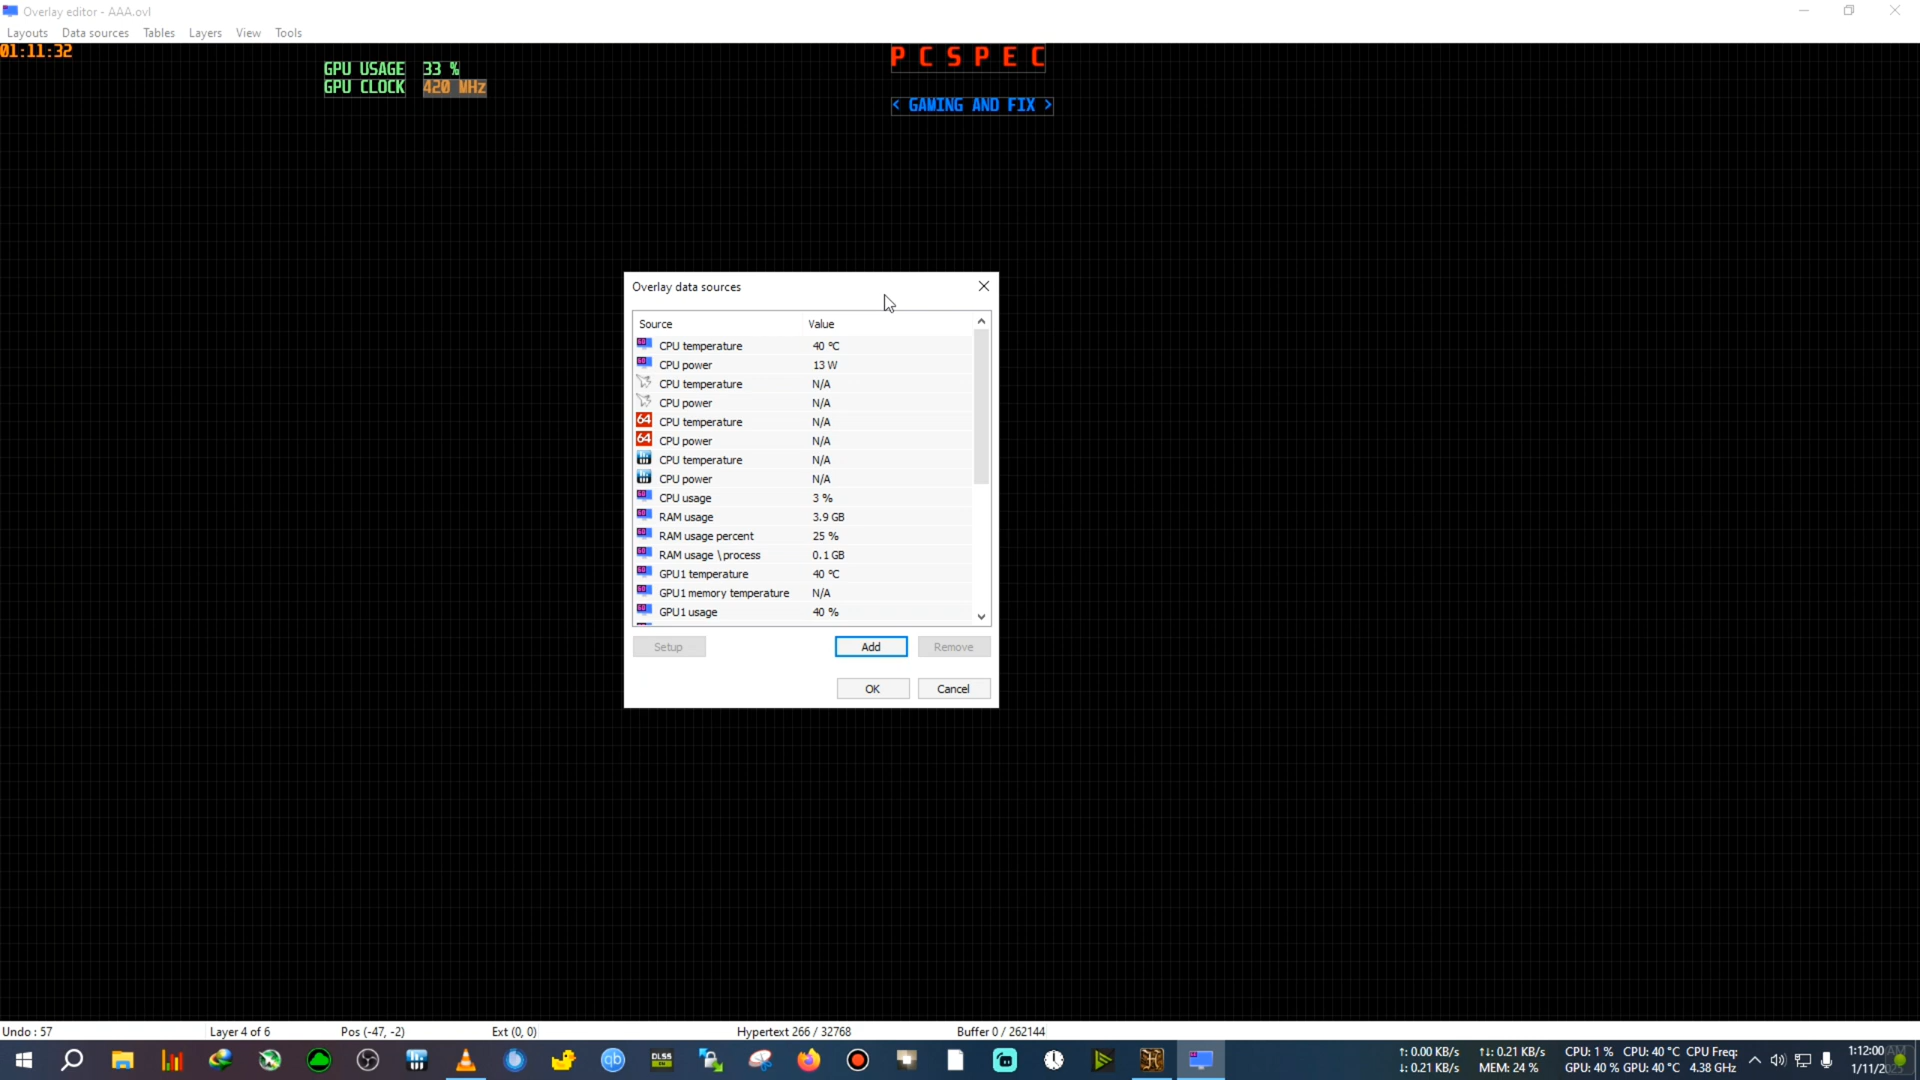 Overlay editor - AAA.ovl
Layouts Data sources Tables Layers View Tools
01:11:32
P C S P E C
GPU USAGE 33 %
GPU CLOCK 420 MHz
< GAMING AND FIX >
Overlay data sources
Source Value
CPU temperature 40 °C
CPU power 13 W
CPU temperature N/A
CPU power N/A
64 CPU temperature N/A
64 CPU power N/A
CPU temperature N/A
CPU power N/A
CPU usage 3 %
RAM usage 3.9 GB
RAM usage percent 25 %
RAM usage \process 0.1 GB
GPU1 temperature 40 °C
GPU1 memory temperature N/A
GPU1 usage 40 %
Setup Add Remove
OK Cancel
Undo : 57 Layer 4 of 6 Pos (-47, -2) Ext (0, 0) Hypertext 266 / 32768 Buffer 0 / 262144
↑: 0.00 KB/s ↑↓: 0.21 KB/s CPU: 1 % CPU: 40 °C CPU Freq: 1:12:00
↓: 0.21 KB/s MEM: 24 % GPU: 40 % GPU: 40 °C 4.38 GHz
qb DLSS